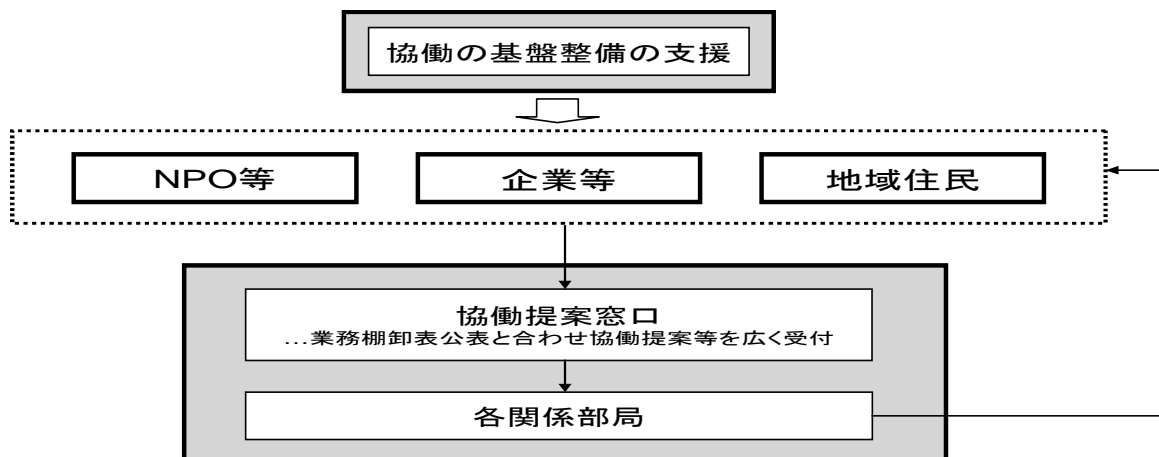 協働の基盤整備の支援
NPO等
企業等
地域住民
協働提案窓口
…業務棚卸表公表と合わせ協働提案等を広く受付
各関係部局